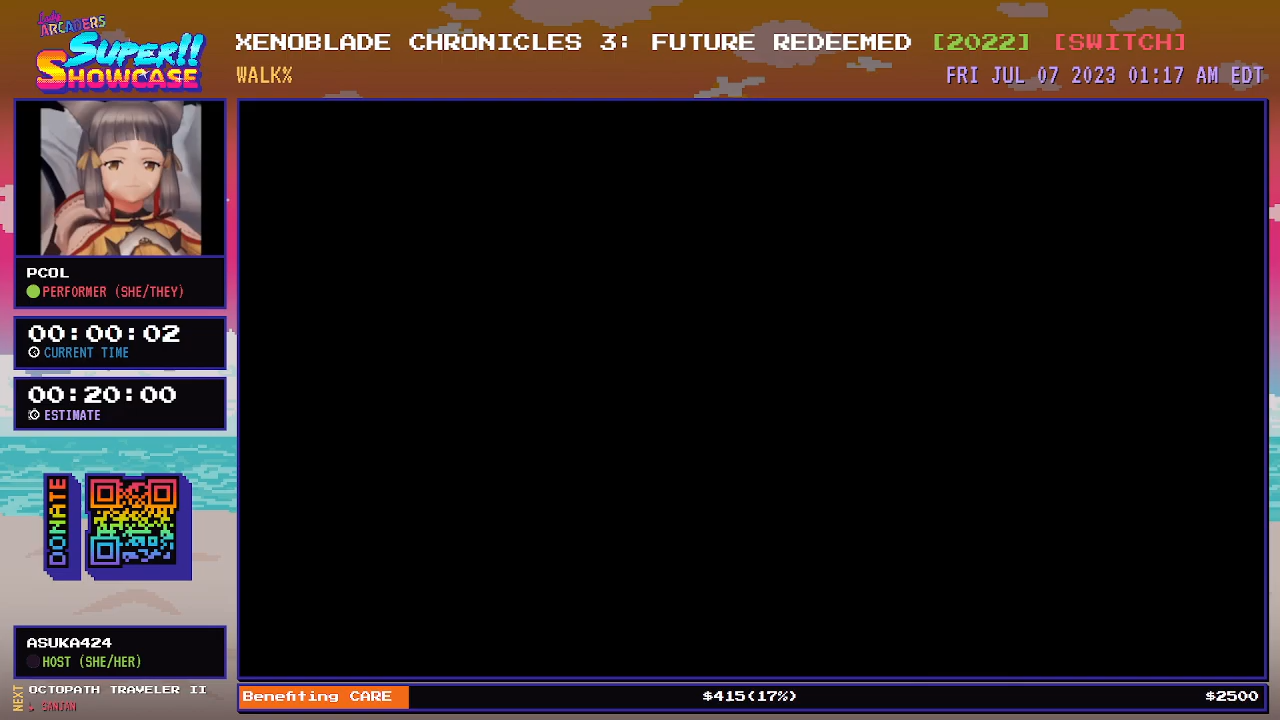 Lady
ARCADERS
SUPER!!
SHOWCASE
XENOBLADE CHRONICLES 3: FUTURE REDEEMED [2022] [SWITCH]
WALK%
FRI JUL 07 2023 01:17 AM EDT
PCOL
PERFORMER (SHE/THEY)
00:00:02
CURRENT TIME
00:20:00
ESTIMATE
DONATE
ASUKA424
HOST (SHE/HER)
NEXT
OCTOPATH TRAVELER II
SANJAN
Benefiting CARE
$415(17%)
$2500